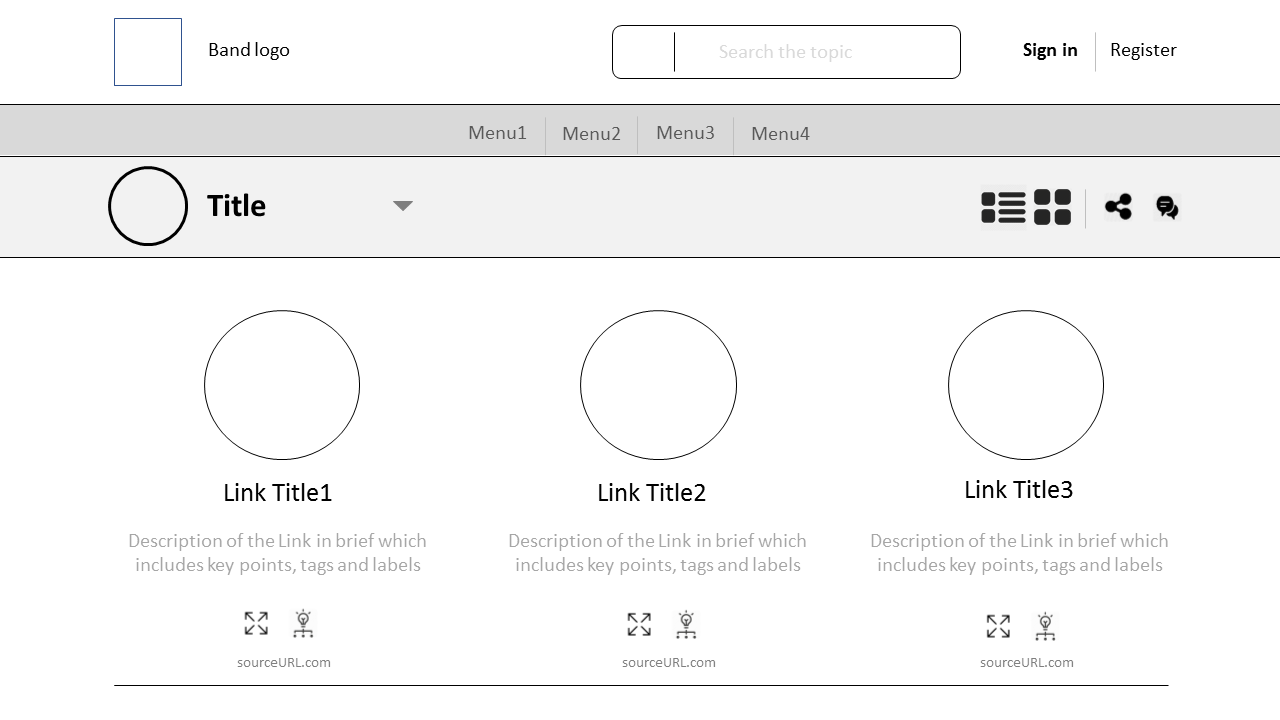 Band logo
Search the topic
Sign in
Register
Menu1
Menu2
Menu3
Menu4
Title
Link Title1
Link Title2
Link Title3
Description of the Link in brief which
includes key points, tags and labels
Description of the Link in brief which
includes key points, tags and labels
Description of the Link in brief which
includes key points, tags and labels
sourceURL.com
sourceURL.com
sourceURL.com